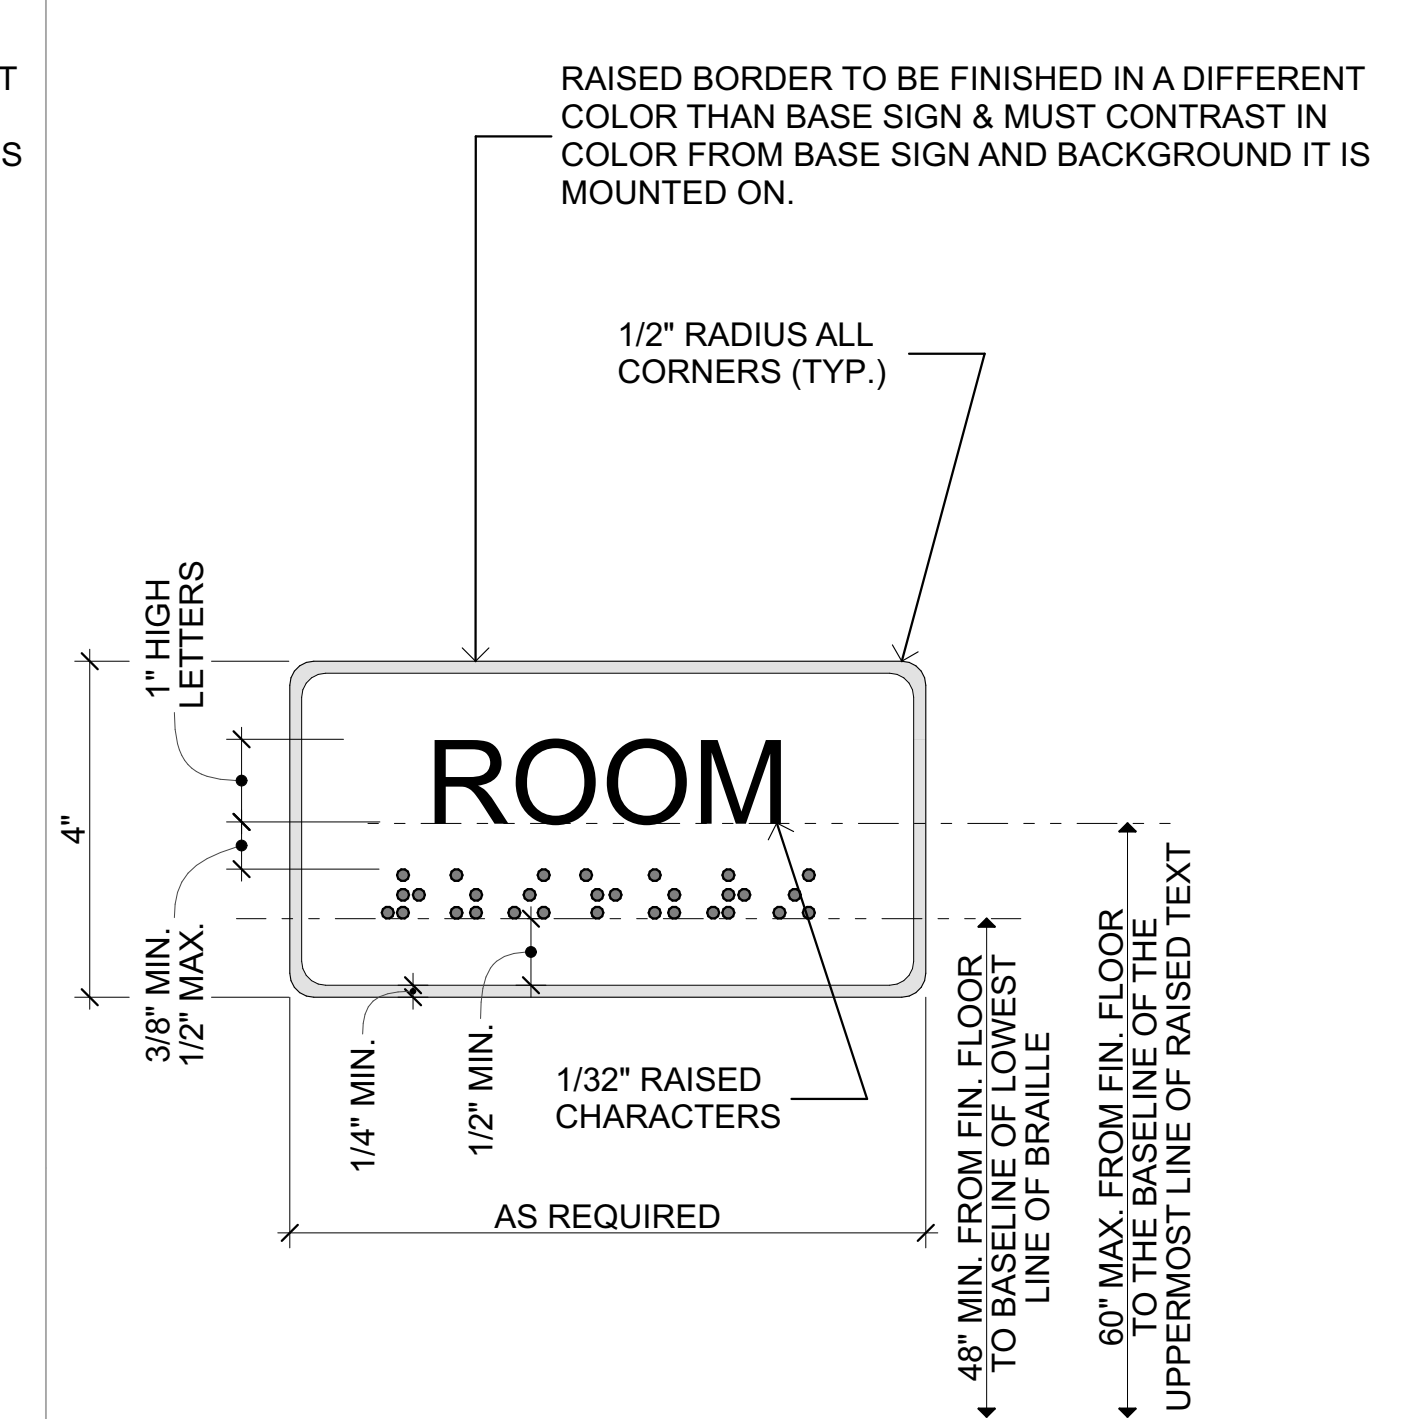 T
S
RAISED BORDER TO BE FINISHED IN A DIFFERENT
COLOR THAN BASE SIGN & MUST CONTRAST IN
COLOR FROM BASE SIGN AND BACKGROUND IT IS
MOUNTED ON.
1/2" RADIUS ALL
CORNERS (TYP.)
1" HIGH
LETTERS
4"
ROOM
3/8" MIN.
1/2" MAX.
1/4" MIN.
1/2" MIN.
1/32" RAISED
CHARACTERS
AS REQUIRED
48" MIN. FROM FIN. FLOOR
TO BASELINE OF LOWEST
LINE OF BRAILLE
60" MAX. FROM FIN. FLOOR
TO THE BASELINE OF THE
UPPERMOST LINE OF RAISED TEXT